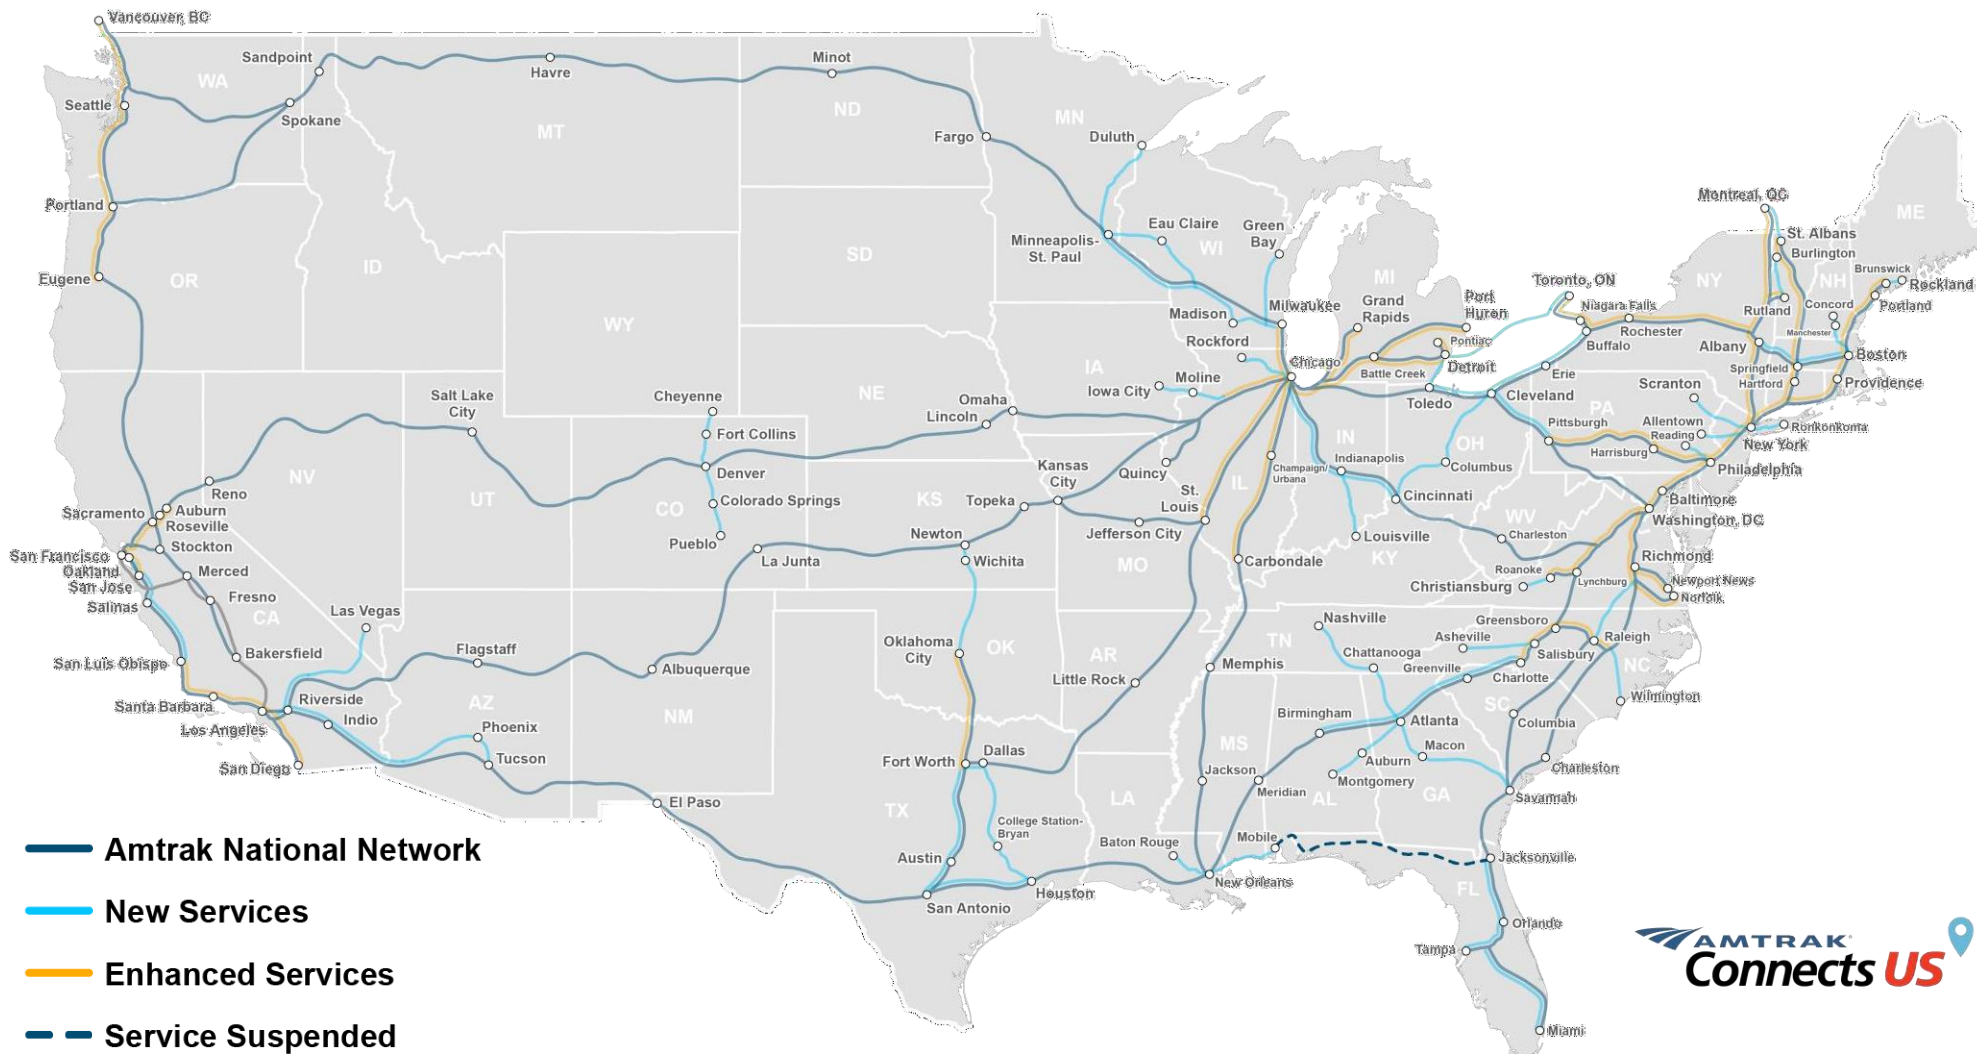 Vancouver, BC
WA
Sandpoint
Havre
Minot
Seattle
Spokane
MT
ND
Fargo
MN
Duluth
Portland
Eugene
OR
ID
SD
WY
Minneapolis-
St. Paul
Eau Claire
WI
Green
Bay
MI
Madison
Milwaukee
Grand
Rapids
Port
Huron
Pontiac
Rockford
Chicago
Battle Creek
Detroit
Toronto, ON
Niagara Falls
Rochester
Buffalo
Montreal, QC
St. Albans
Burlington
ME
NY
NH
Brunswick
Rockland
Rutland
Concord
Portland
Manchester
Albany
Boston
Springfield
Hartford
Providence
Scranton
Erie
IA
Iowa City
Moline
Toledo
Cleveland
PA
Pittsburgh
Allentown
Reading
Ronkonkoma
New York
Harrisburg
Philadelphia
Salt Lake
City
Cheyenne
NE
Omaha
Lincoln
Fort Collins
Denver
NV
UT
CO
Colorado Springs
Pueblo
Reno
Auburn
Sacramento
Roseville
Stockton
San Francisco
Oakland
San Jose
Merced
Salinas
Fresno
CA
Las Vegas
Bakersfield
San Luis Obispo
Santa Barbara
Riverside
Los Angeles
Indio
San Diego
KS
Topeka
Kansas
City
Quincy
St.
Louis
IL
Champaign/
Urbana
IN
Indianapolis
OH
Columbus
Cincinnati
WV
Charleston
Baltimore
Washington, DC
Newton
Wichita
La Junta
Jefferson City
MO
Carbondale
Louisville
KY
Roanoke
Christiansburg
Lynchburg
Richmond
Newport News
Norfolk
Flagstaff
Albuquerque
AZ
NM
Phoenix
Tucson
El Paso
Oklahoma
City
OK
AR
Little Rock
Memphis
TN
Nashville
Chattanooga
Greensboro
Asheville
Greenville
Raleigh
Salisbury
NC
Charlotte
Wilmington
Fort Worth
Dallas
TX
College Station-
Bryan
Austin
San Antonio
Houston
LA
Baton Rouge
New Orleans
MS
Jackson
Meridian
Birmingham
AL
Mobile
Atlanta
Auburn
Montgomery
Macon
GA
SC
Columbia
Charleston
Savannah
Jacksonville
FL
Orlando
Tampa
Miami
Amtrak National Network
New Services
Enhanced Services
Service Suspended
AMTRAK
Connects US